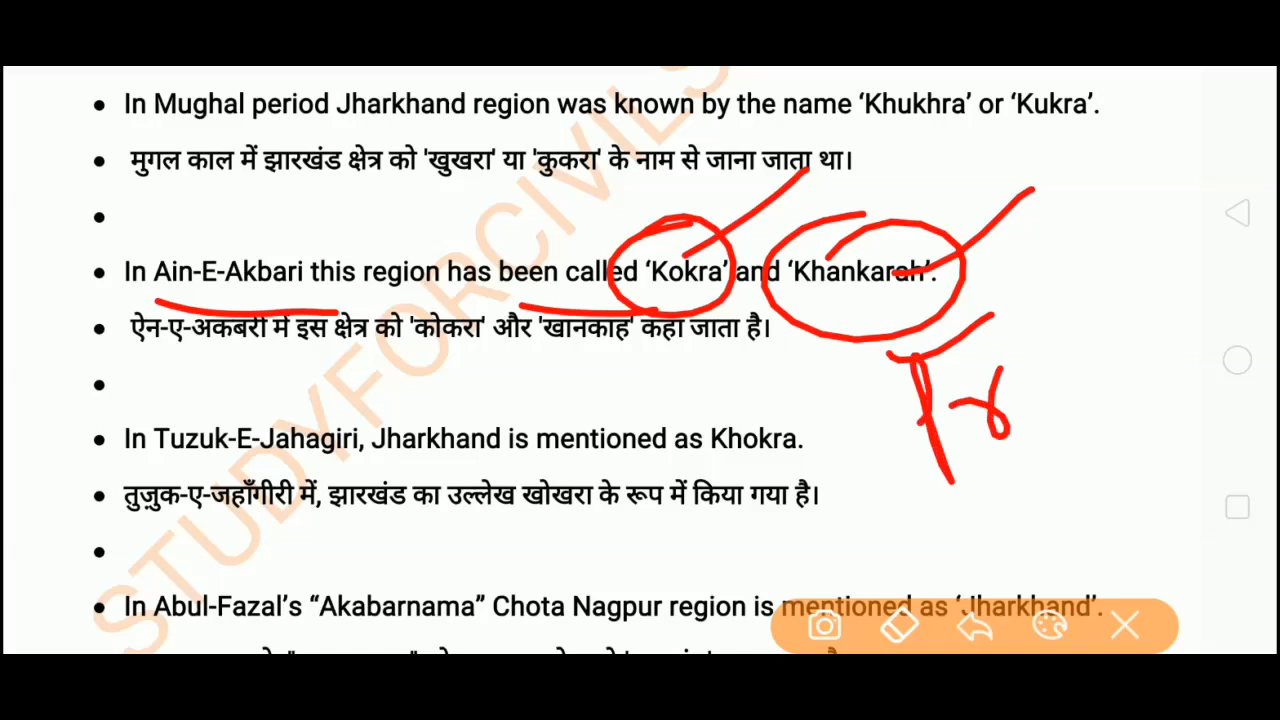 • In Mughal period Jharkhand region was known by the name ‘Khukhra’ or ‘Kukra’.
• मुगल काल में झारखंड क्षेत्र को 'खुखरा' या 'कुकरा' के नाम से जाना जाता था।
•
• In Ain-E-Akbari this region has been called ‘Kokra’ and ‘Khankarah’.
• ऐन-ए-अकबरी में इस क्षेत्र को 'कोकरा' और 'खानकाह' कहा जाता है।
•
• In Tuzuk-E-Jahagiri, Jharkhand is mentioned as Khokra.
• तुज़ुक-ए-जहाँगीरी में, झारखंड का उल्लेख खोखरा के रूप में किया गया है।
•
• In Abul-Fazal’s “Akabarnama” Chota Nagpur region is mentioned as ‘Jharkhand’.
STUDYFORCIVILS